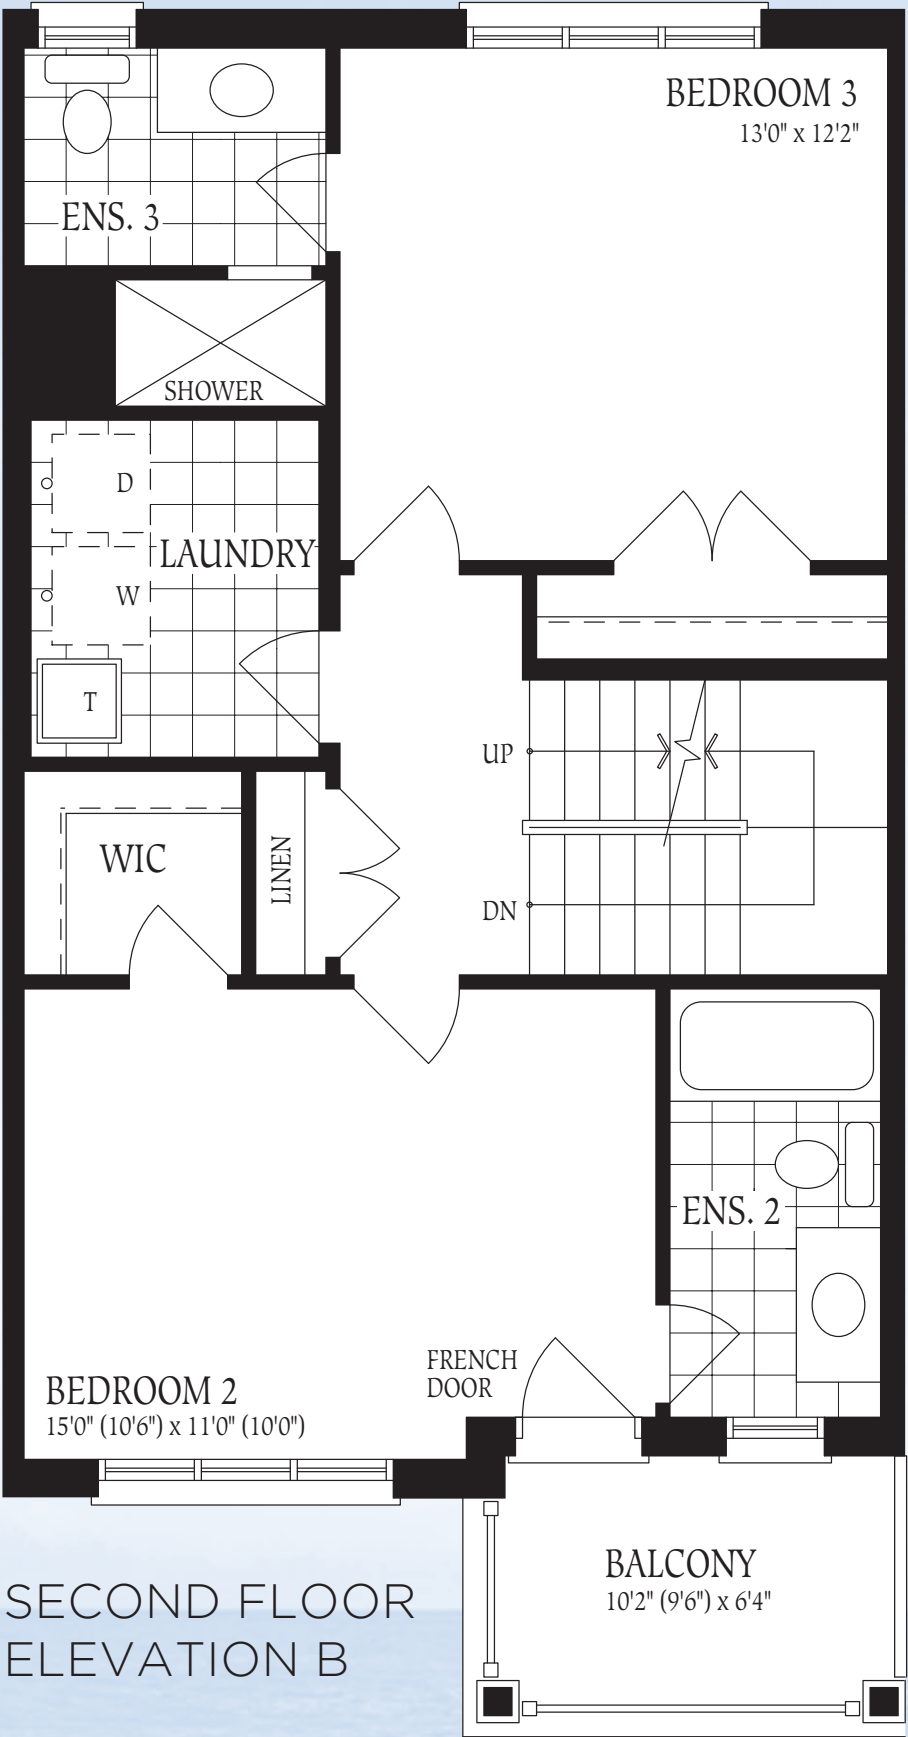 BEDROOM 3
13'0" x 12'2"
ENS. 3
SHOWER
D
LAUNDRY
W
T
UP
WIC
LINEN
DN
ENS. 2
FRENCH
DOOR
BEDROOM 2
15'0" (10'6") x 11'0" (10'0")
BALCONY
10'2" (9'6") x 6'4"
SECOND FLOOR
ELEVATION B